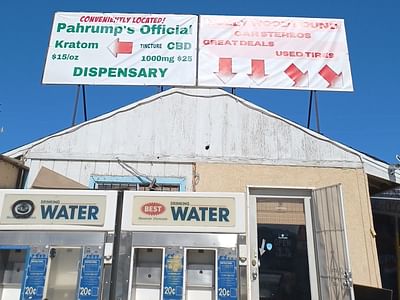 CONVENIENTLY LOCATED!
Pahrump's Official
Kratom TINCTURE CBD
$15/oz 1000mg $25
DISPENSARY
CAR STEREOS
GREAT DEALS
USED TIRES
DRINKING
WATER
20¢
20¢
BEST
DRINKING
WATER
20¢
20¢